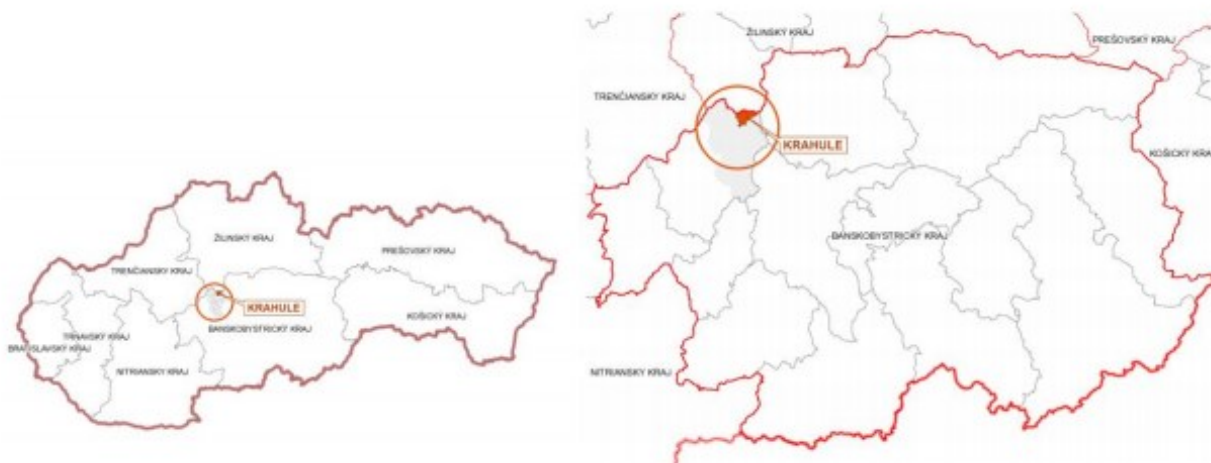 ŽILINSKÝ KRAJ
PREŠOVSKÝ KRAJ
TRENČIANSKY KRAJ
KRAHULE
BANSKOBYSTRICKÝ KRAJ
KOŠICKÝ KRAJ
TRNAVSKÝ KRAJ
BRATISLAVSKÝ KRAJ
NITRIANSKY KRAJ
ŽILINSKÝ KRAJ
PREŠOVSKÝ KRAJ
TRENČIANSKY KRAJ
KRAHULE
KOŠICKÝ KRAJ
BANSKOBYSTRICKÝ KRAJ
NITRIANSKY KRAJ